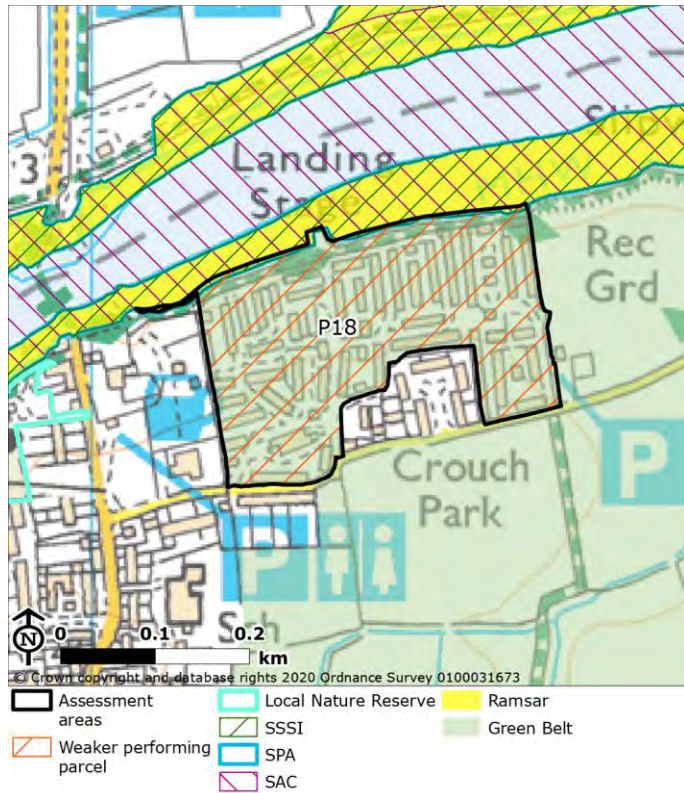 3
Landing
Stage
Slipw
Rec
Grd
P18
Crouch
Park
P
P
Sch
N
0 0.1 0.2
km
© Crown copyright and database rights 2020 Ordnance Survey 0100031673
Assessment
areas
Weaker performing
parcel
Local Nature Reserve
SSSI
SPA
SAC
Ramsar
Green Belt